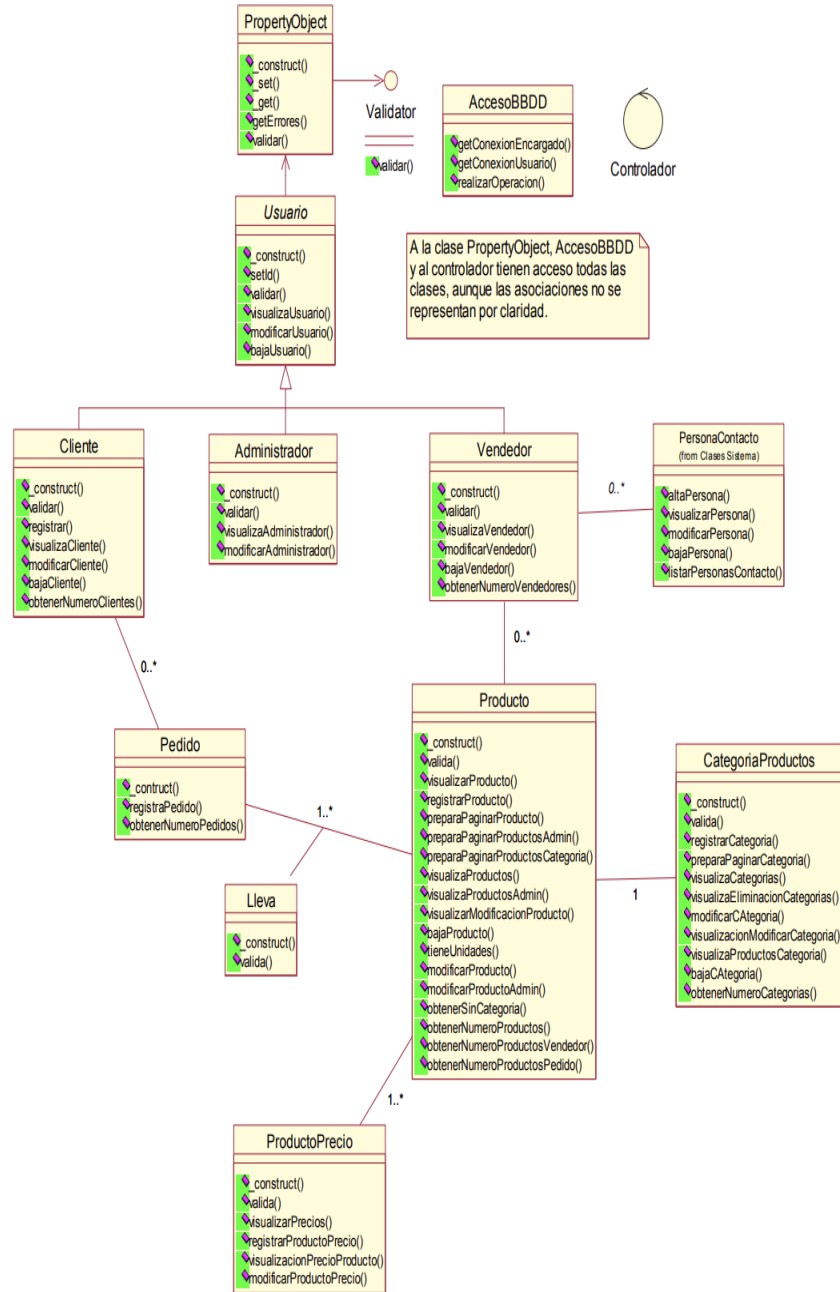 PropertyObject
_construct()
_set()
_get()
getErrores()
validar()
Validator
validar()
AccesoBBDD
getConexionEncargado()
getConexionUsuario()
realizarOperacion()
Controlador
Usuario
_construct()
setId()
validar()
visualizaUsuario()
modificarUsuario()
bajaUsuario()
A la clase PropertyObject, AccesoBBDD
y al controlador tienen acceso todas las
clases, aunque las asociaciones no se
representan por claridad.
Cliente
_construct()
validar()
registrar()
visualizaCliente()
modificarCliente()
bajaCliente()
obtenerNumeroClientes()
Administrador
_construct()
validar()
visualizaAdministrador()
modificarAdministrador()
Vendedor
_construct()
validar()
visualizaVendedor()
modificarVendedor()
bajaVendedor()
obtenerNumeroVendedores()
0..*
PersonaContacto
(from Clases Sistema)
altaPersona()
visualizarPersona()
modificarPersona()
bajaPersona()
listarPersonasContacto()
0..*
0..*
Pedido
_contruct()
registraPedido()
obtenerNumeroPedidos()
1..*
Lleva
_construct()
valida()
Producto
_construct()
valida()
visualizarProducto()
registrarProducto()
preparaPaginarProducto()
preparaPaginarProductosAdmin()
preparaPaginarProductosCategoria()
visualizaProductos()
visualizaProductosAdmin()
visualizarModificacionProducto()
bajaProducto()
tieneUnidades()
modificarProducto()
modificarProductoAdmin()
obtenerSinCategoria()
obtenerNumeroProductos()
obtenerNumeroProductosVendedor()
obtenerNumeroProductosPedido()
1
CategoriaProductos
_construct()
valida()
registrarCategoria()
preparaPaginarCategoria()
visualizaCategorias()
visualizaEliminacionCategorias()
modificarCAtegoria()
visualizacionModificarCategoria()
visualizaProductosCategoria()
bajaCAtegoria()
obtenerNumeroCategorias()
1..*
ProductoPrecio
_construct()
valida()
visualizarPrecios()
registrarProductoPrecio()
visualizacionPrecioProducto()
modificarProductoPrecio()